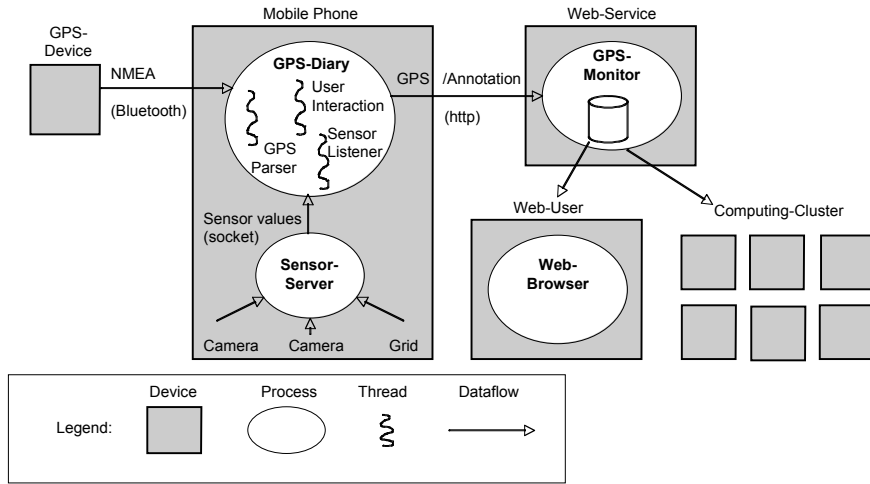 Mobile Phone
Web-Service
GPS-
Device
GPS-Diary
GPS-
Monitor
NMEA
(Bluetooth)
User
Interaction
GPS
Parser
Sensor
Listener
GPS /Annotation
(http)
Sensor values
(socket)
Sensor-
Server
Camera
Camera
Grid
Web-User
Web-
Browser
Computing-Cluster
Legend:
Device
Process
Thread
Dataflow